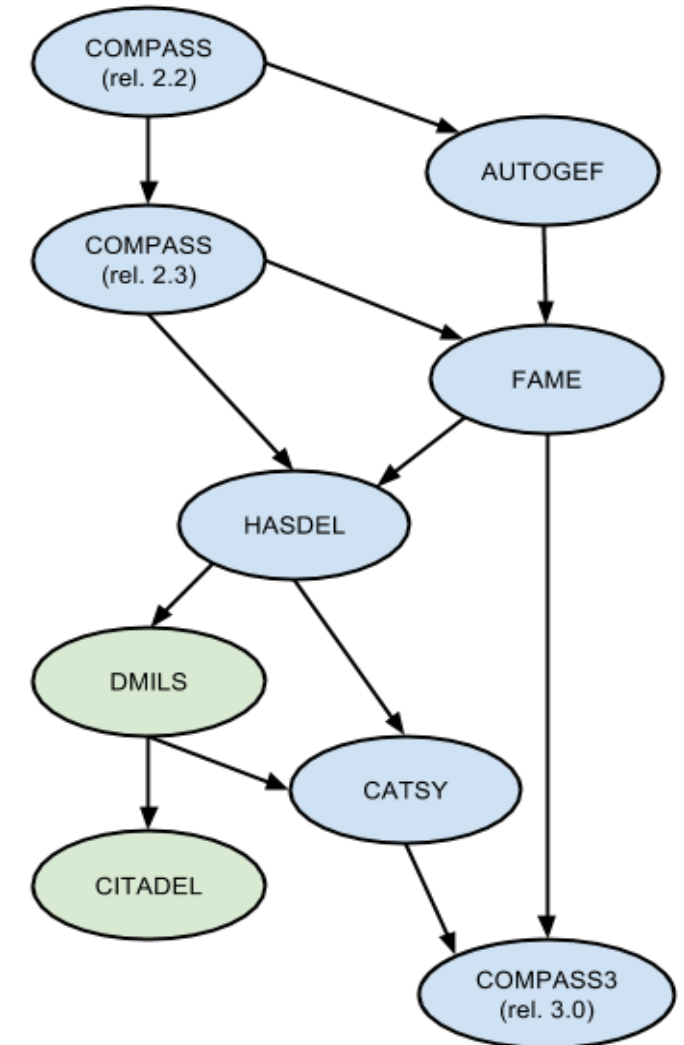 COMPASS
(rel. 2.2)
AUTOGEF
COMPASS
(rel. 2.3)
FAME
HASDEL
DMILS
CATSY
CITADEL
COMPASS3
(rel. 3.0)